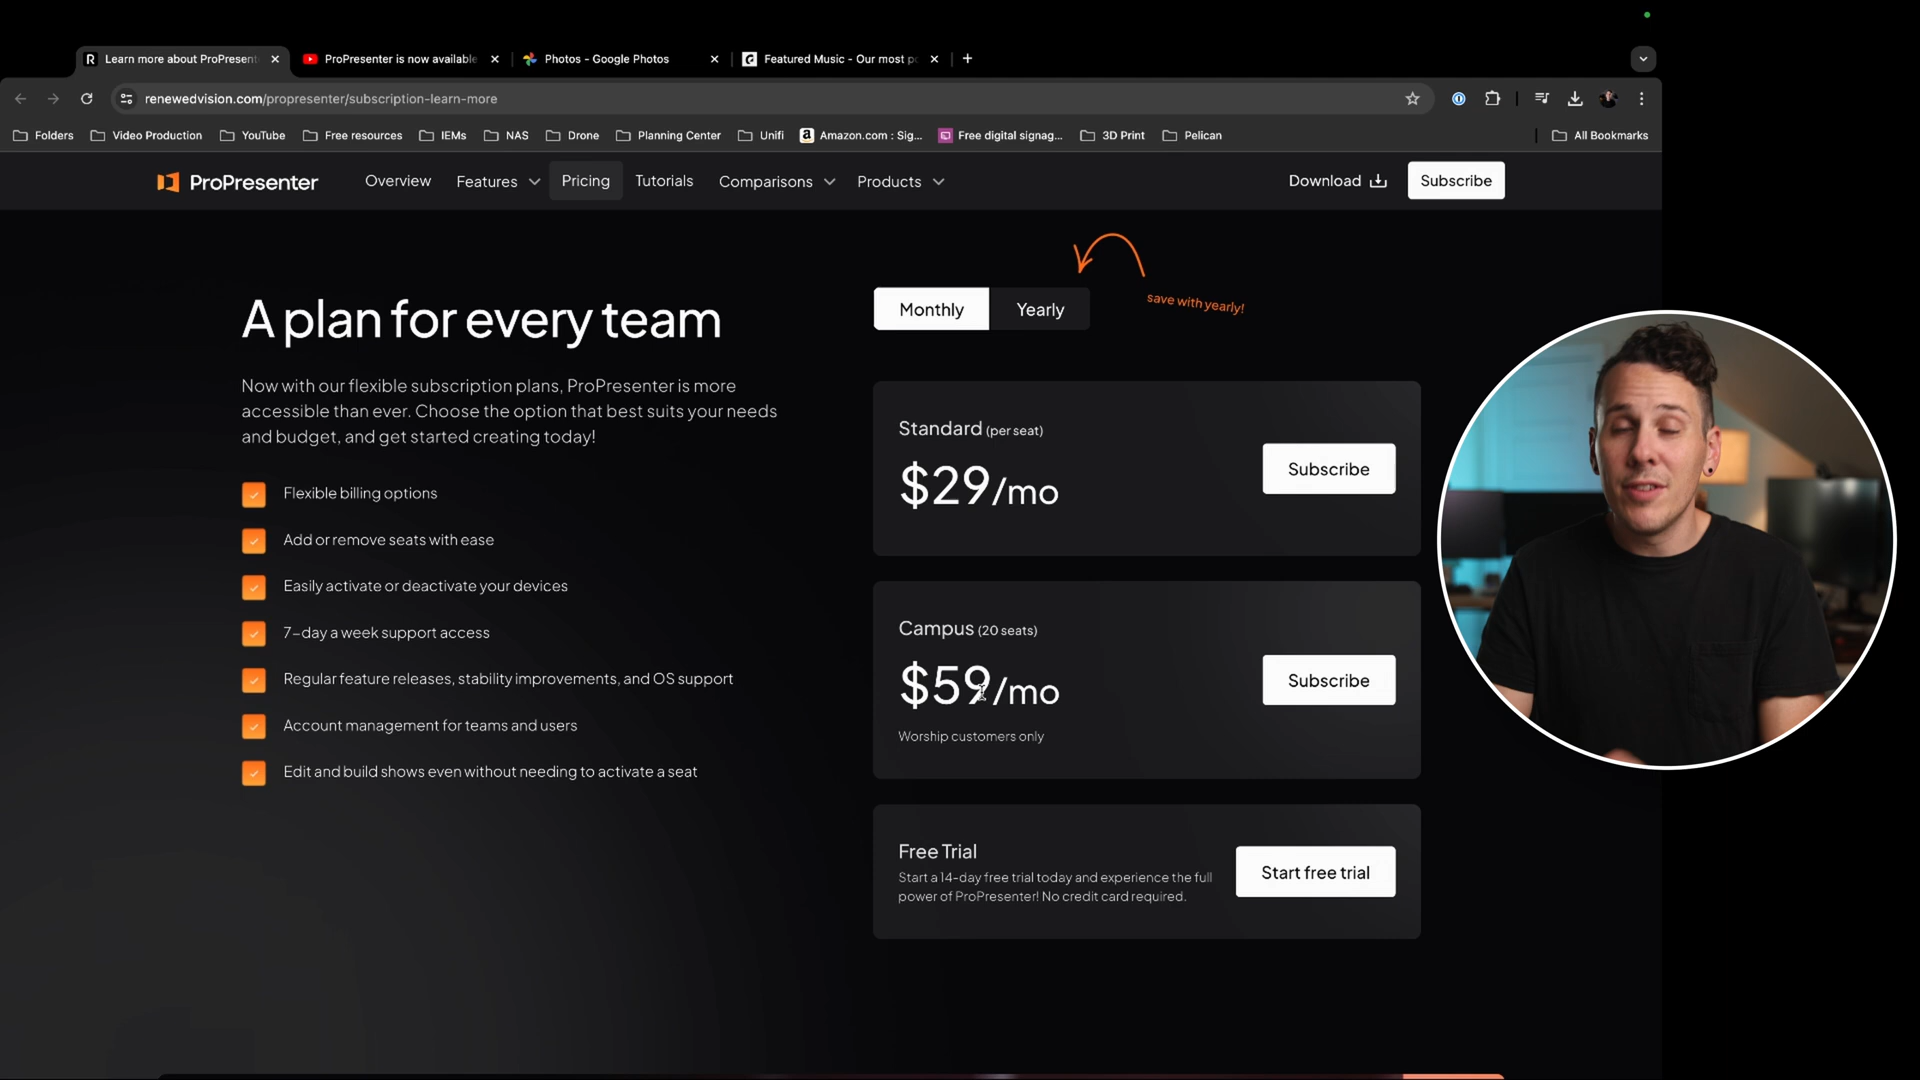 Learn more about ProPresent
ProPresenter is now available
Photos - Google Photos
Featured Music - Our most po
renewedvision.com/propresenter/subscription-learn-more
Folders
Video Production
YouTube
Free resources
IEMs
NAS
Drone
Planning Center
Unifi
Amazon.com : Sig...
Free digital signag...
3D Print
Pelican
All Bookmarks
ProPresenter
Overview
Features
Pricing
Tutorials
Comparisons
Products
Download
Subscribe
A plan for every team
Now with our flexible subscription plans, ProPresenter is more
accessible than ever. Choose the option that best suits your needs
and budget, and get started creating today!
Flexible billing options
Add or remove seats with ease
Easily activate or deactivate your devices
7-day a week support access
Regular feature releases, stability improvements, and OS support
Account management for teams and users
Edit and build shows even without needing to activate a seat
Monthly
Yearly
save with yearly!
Standard (per seat)
$29/mo
Subscribe
Campus (20 seats)
$59/mo
Worship customers only
Subscribe
Free Trial
Start a 14-day free trial today and experience the full
power of ProPresenter! No credit card required.
Start free trial